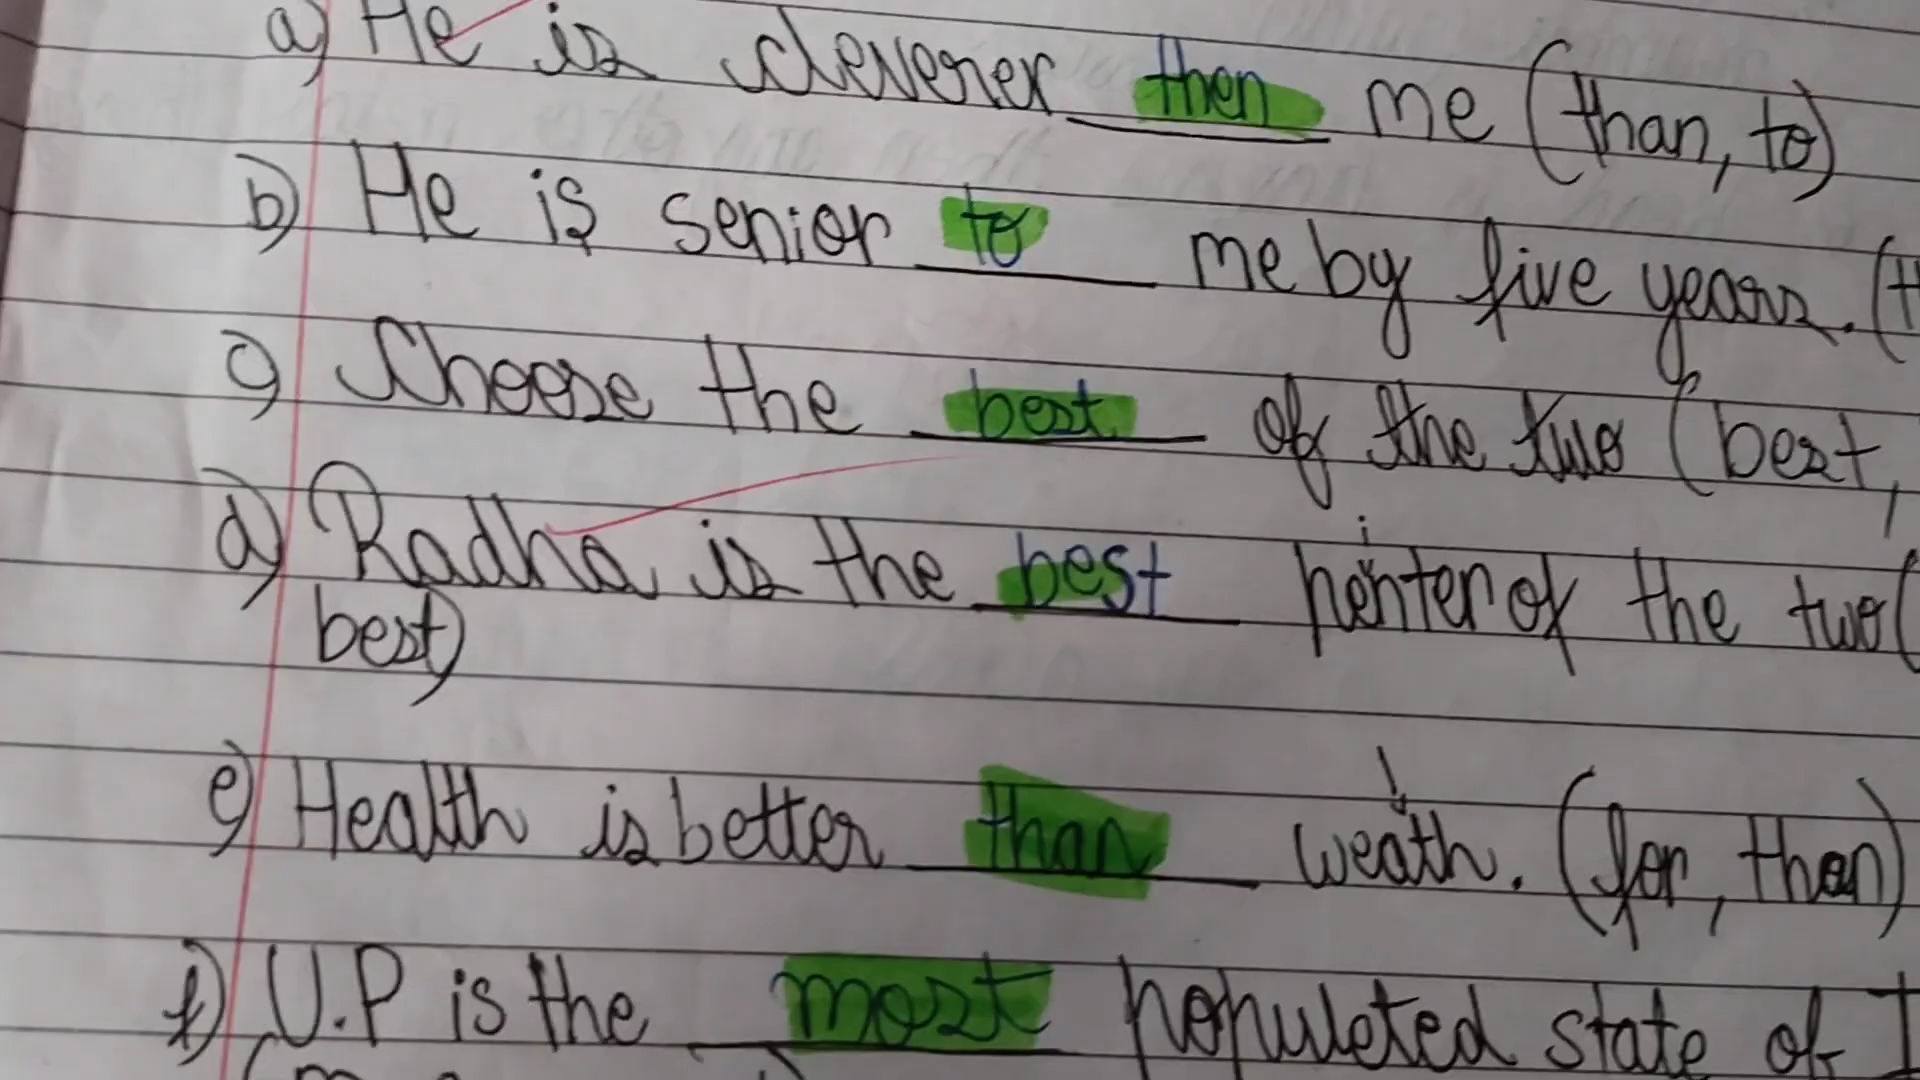 a) He is cleverer then me (than, to)
b) He is senior to me by five years. (t
c) Choose the best of the two (best,
d) Radha is the best painter of the two (
best)
e) Health is better than wealth. (for, than)
f) U.P is the most populeted state of I